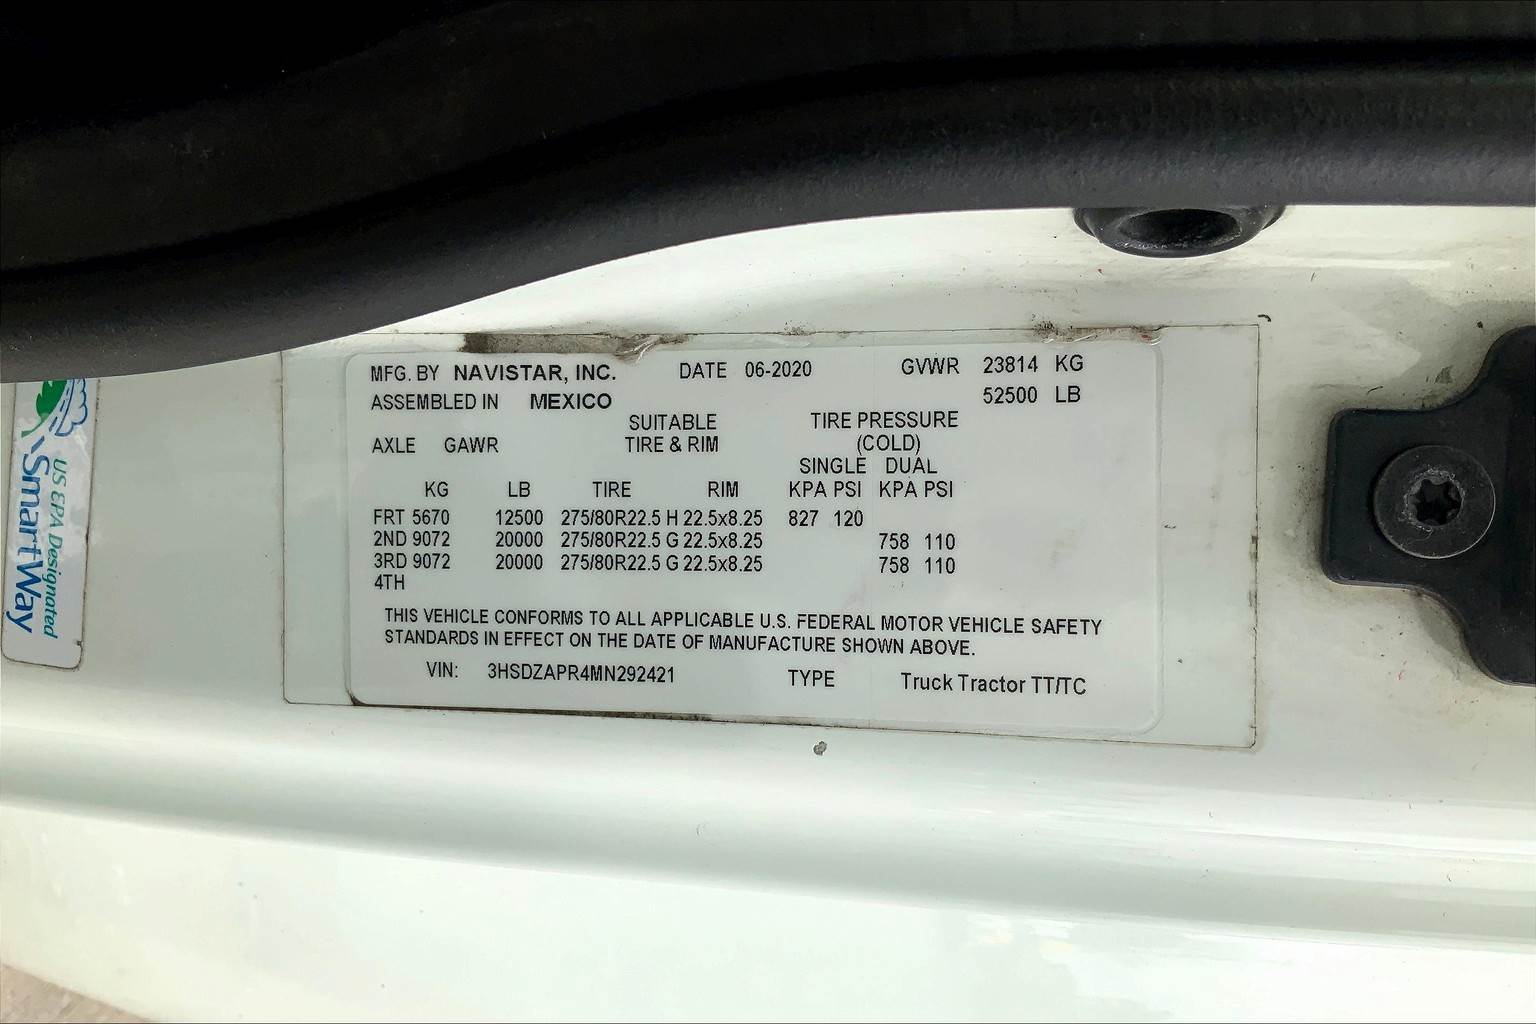 MFG. BY NAVISTAR, INC. DATE 06-2020 GVWR 23814 KG
ASSEMBLED IN MEXICO 52500 LB
SUITABLE TIRE PRESSURE
AXLE GAWR TIRE & RIM (COLD)
SINGLE DUAL
KG LB TIRE RIM KPA PSI KPA PSI
FRT 5670 12500 275/80R22.5 H 22.5x8.25 827 120
2ND 9072 20000 275/80R22.5 G 22.5x8.25 758 110
3RD 9072 20000 275/80R22.5 G 22.5x8.25 758 110
4TH
THIS VEHICLE CONFORMS TO ALL APPLICABLE U.S. FEDERAL MOTOR VEHICLE SAFETY
STANDARDS IN EFFECT ON THE DATE OF MANUFACTURE SHOWN ABOVE.
VIN: 3HSDZAPR4MN292421 TYPE Truck Tractor TT/TC
US EPA Designated
SmartWay